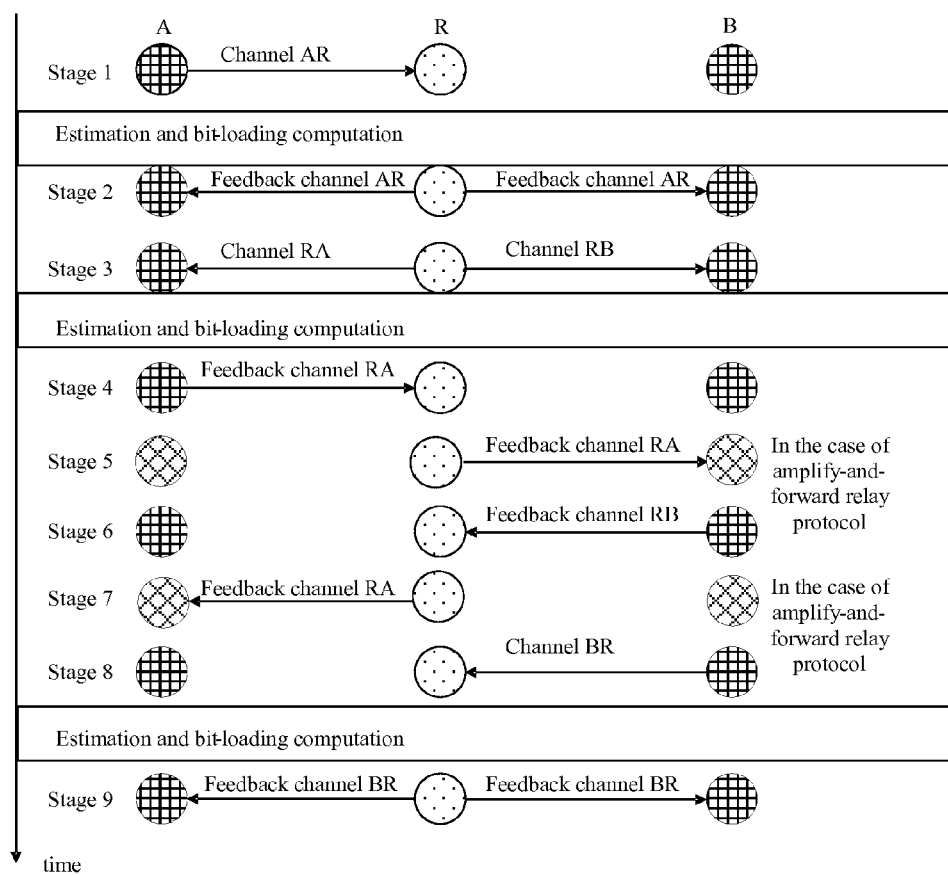 A R B
Stage 1 Channel AR
Estimation and bit-loading computation
Stage 2 Feedback channel AR Feedback channel AR
Stage 3 Channel RA Channel RB
Estimation and bit-loading computation
Stage 4 Feedback channel RA
Stage 5 Feedback channel RA
In the case of
amplify-and-
forward relay
protocol
Stage 6 Feedback channel RB
Stage 7 Feedback channel RA
In the case of
amplify-and-
forward relay
protocol
Stage 8 Channel BR
Estimation and bit-loading computation
Stage 9 Feedback channel BR Feedback channel BR
time